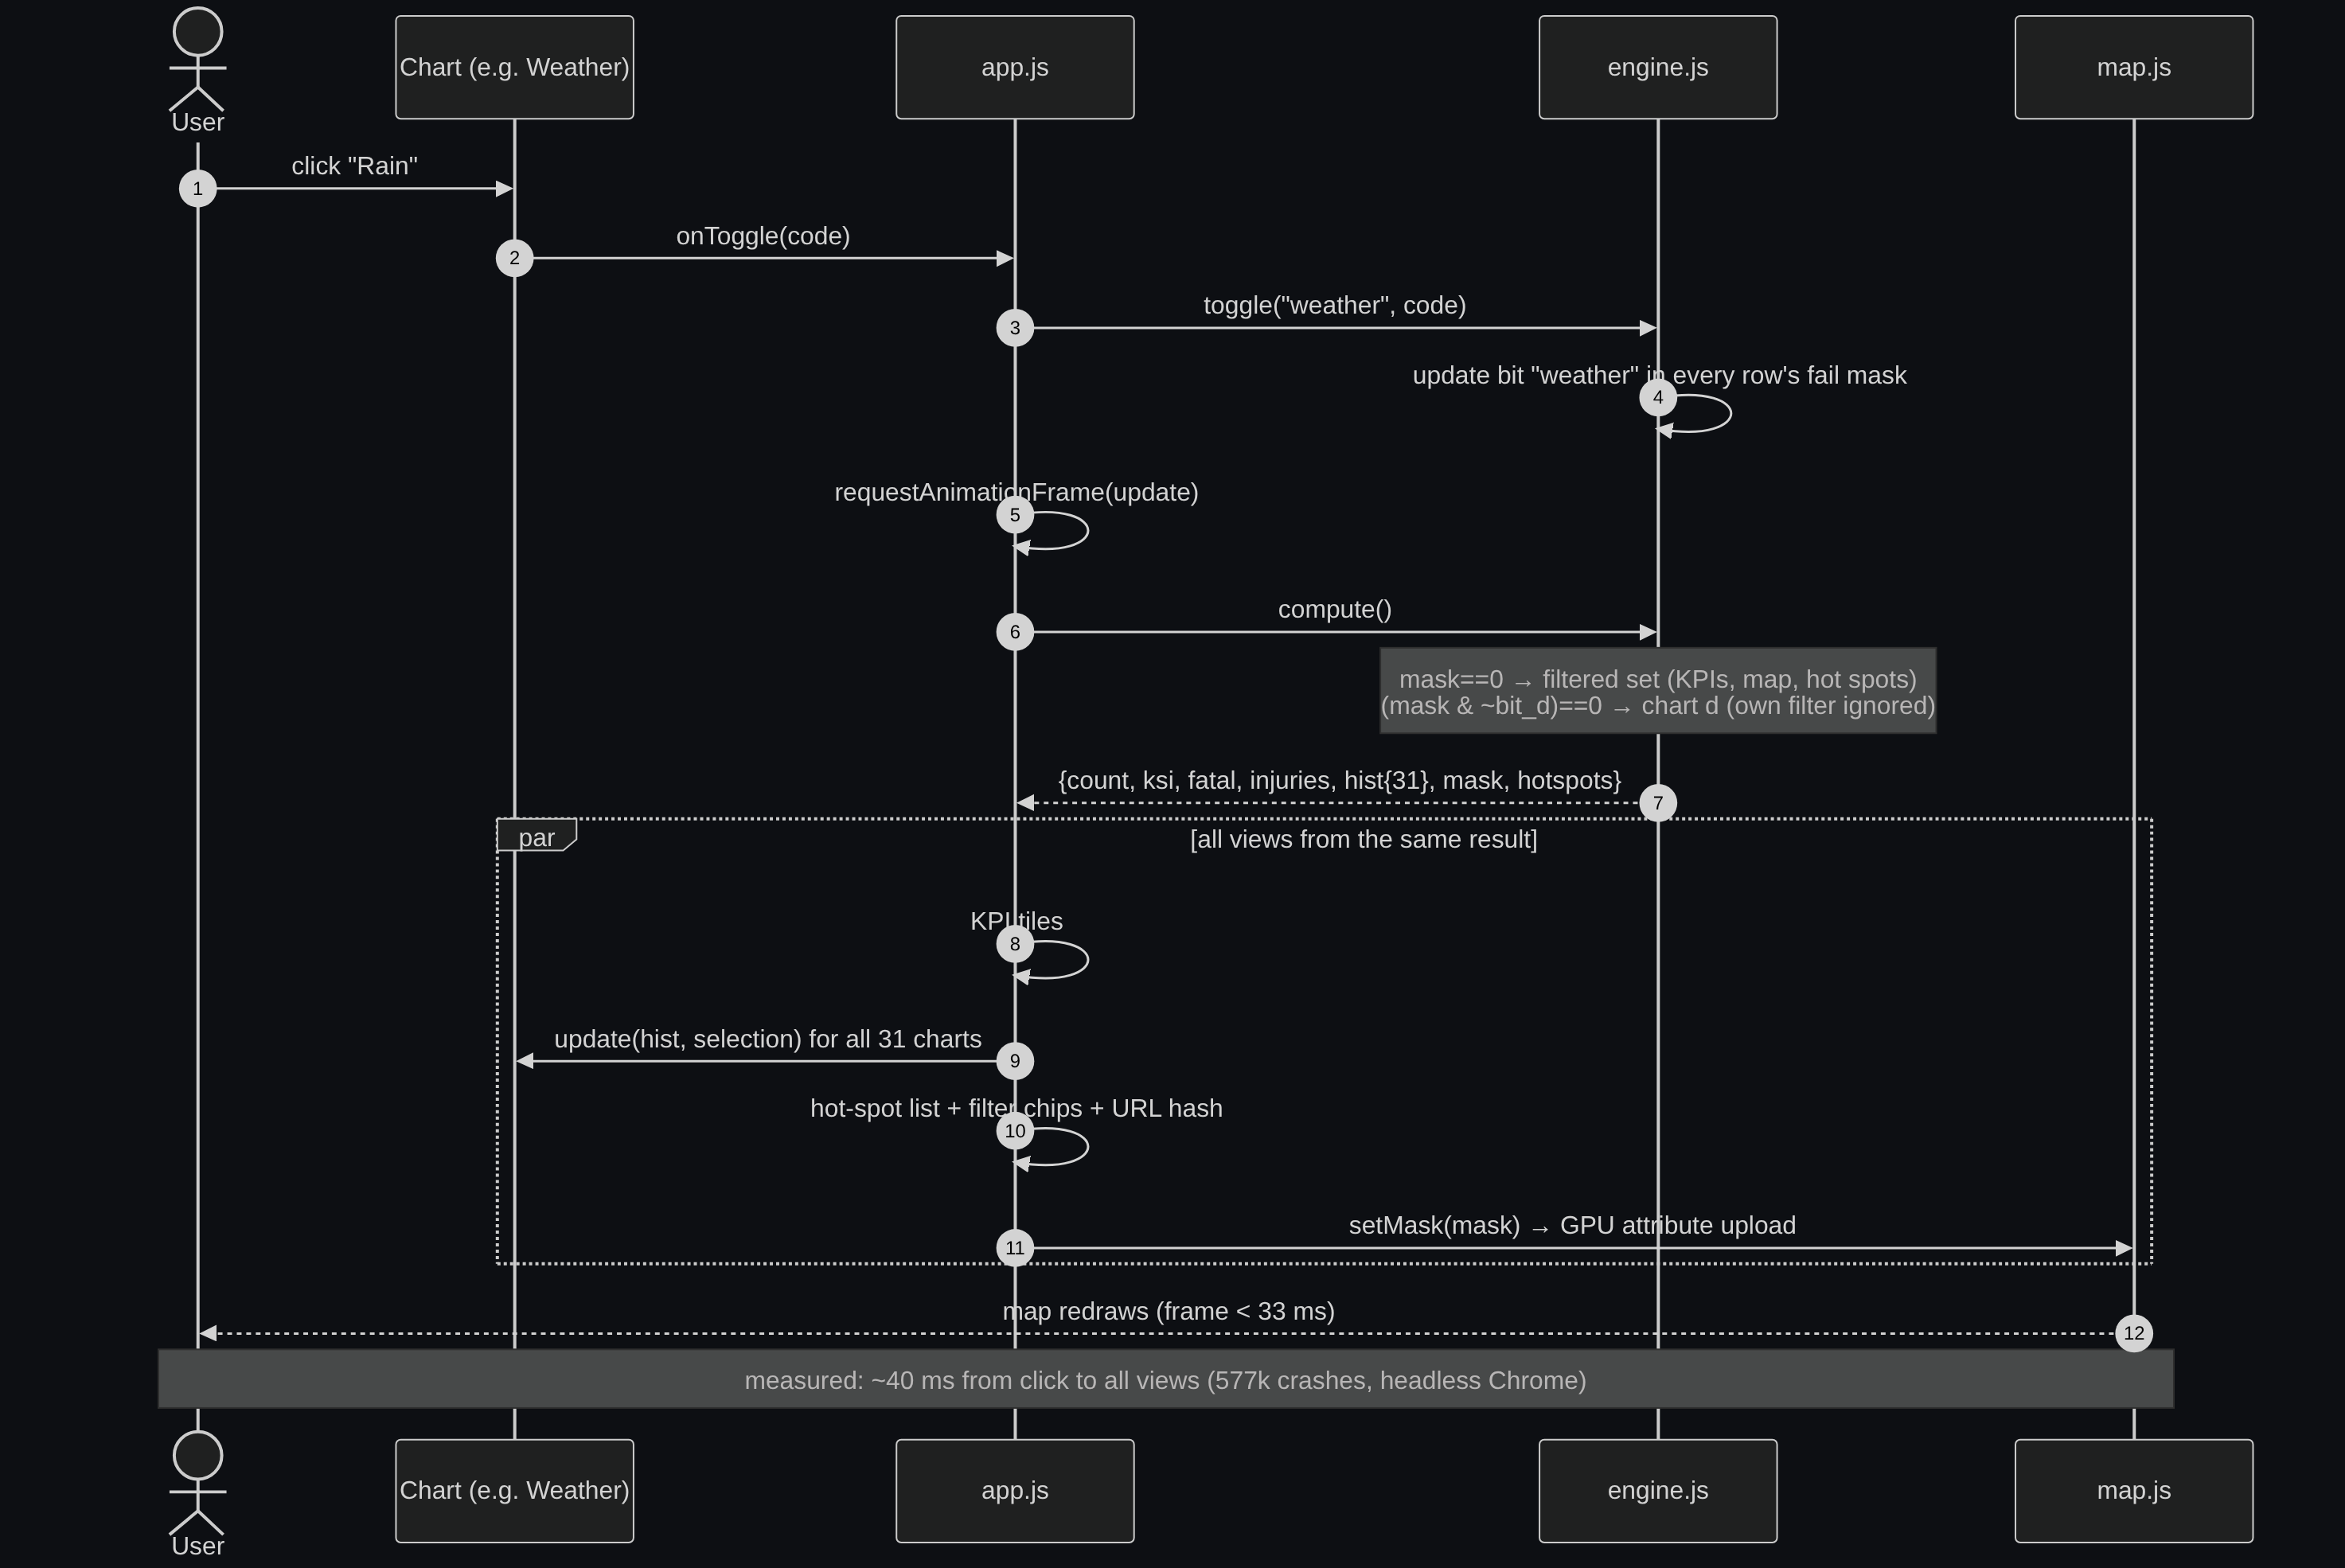 User
Chart (e.g. Weather)
app.js
engine.js
map.js
click "Rain"
1
onToggle(code)
2
toggle("weather", code)
3
update bit "weather" in every row's fail mask
4
requestAnimationFrame(update)
5
compute()
6
mask==0 → filtered set (KPIs, map, hot spots)
(mask & ~bit_d)==0 → chart d (own filter ignored)
{count, ksi, fatal, injuries, hist{31}, mask, hotspots}
7
par
[all views from the same result]
KPI tiles
8
update(hist, selection) for all 31 charts
9
hot-spot list + filter chips + URL hash
10
setMask(mask) → GPU attribute upload
11
map redraws (frame < 33 ms)
12
measured: ~40 ms from click to all views (577k crashes, headless Chrome)
User
Chart (e.g. Weather)
app.js
engine.js
map.js